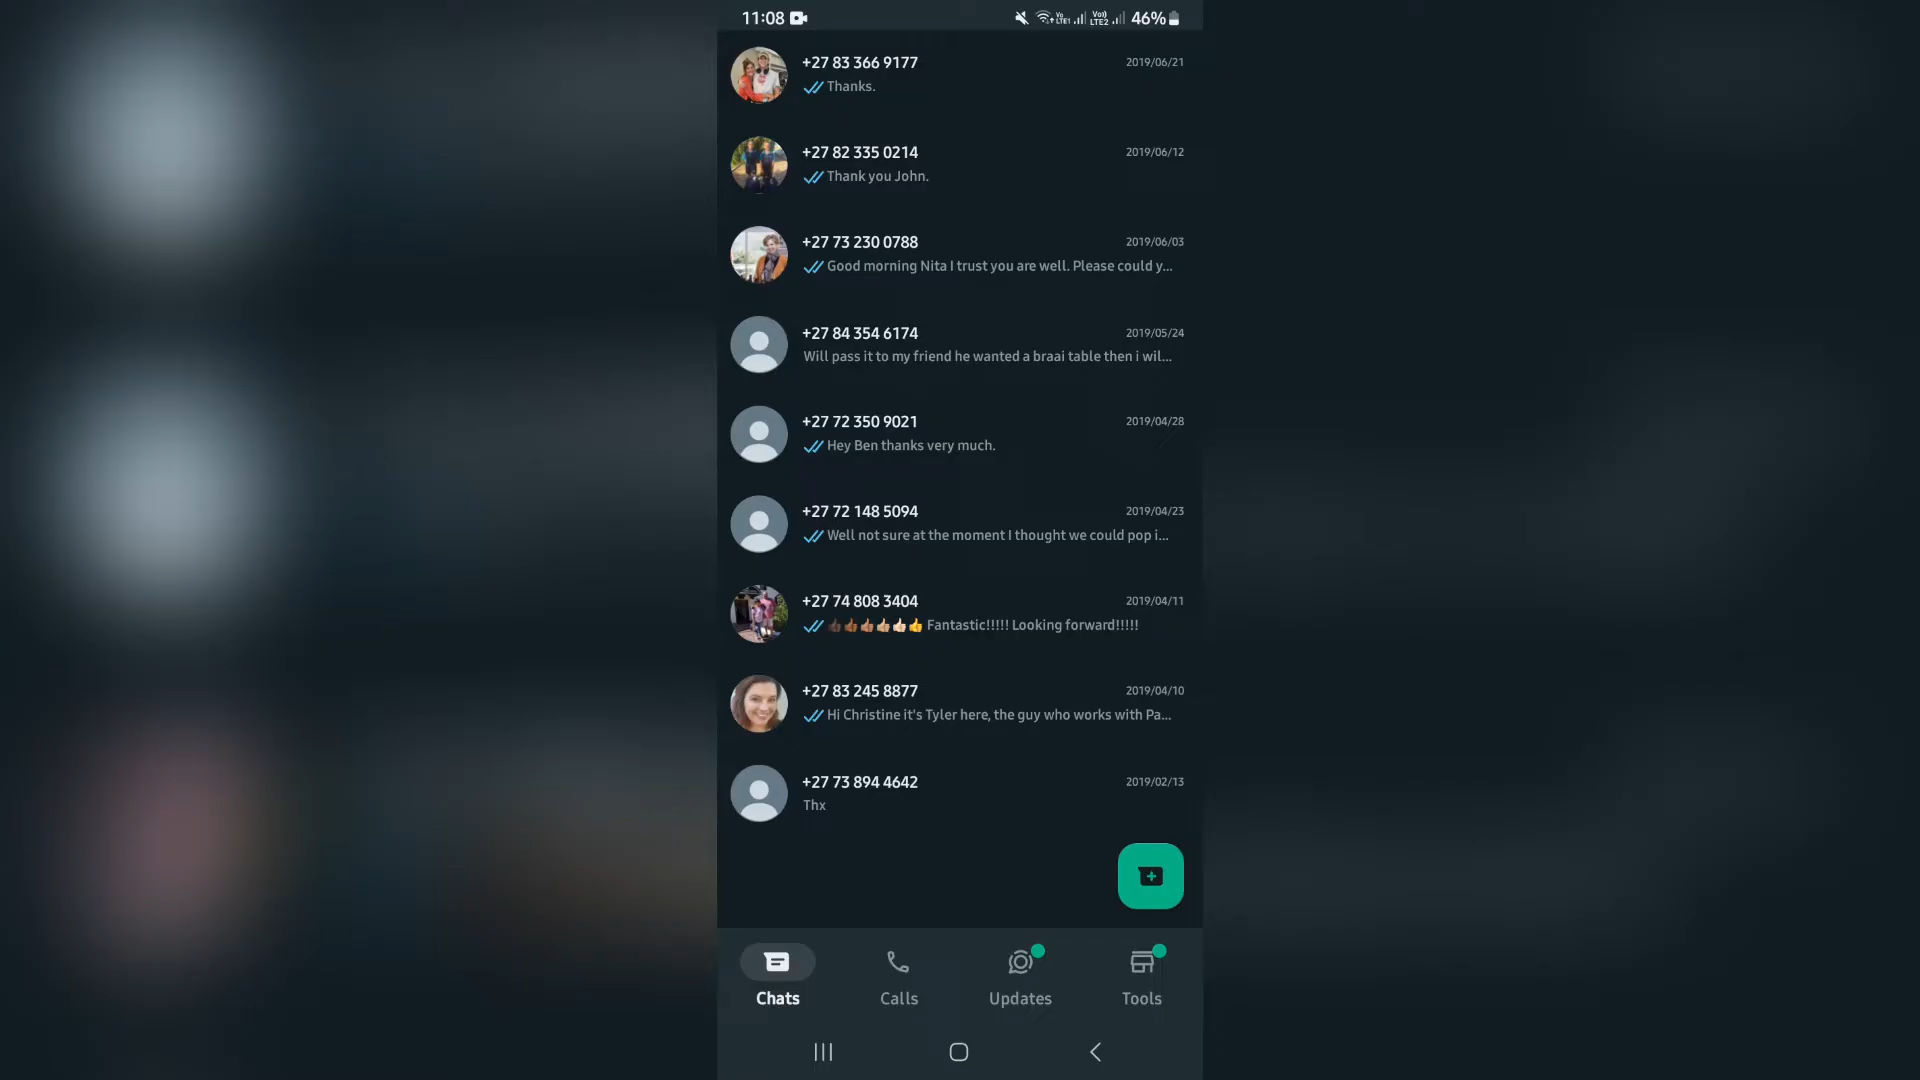 11:08
Vo LTE1 Vo)) LTE2 46%
+27 83 366 9177 2019/06/21
Thanks.
+27 82 335 0214 2019/06/12
Thank you John.
+27 73 230 0788 2019/06/03
Good morning Nita I trust you are well. Please could y...
+27 84 354 6174 2019/05/24
Will pass it to my friend he wanted a braai table then i wil...
+27 72 350 9021 2019/04/28
Hey Ben thanks very much.
+27 72 148 5094 2019/04/23
Well not sure at the moment I thought we could pop i...
+27 74 808 3404 2019/04/11
👍🏿👍🏾👍🏽👍🏼👍🏻👍 Fantastic!!!!! Looking forward!!!!!
+27 83 245 8877 2019/04/10
Hi Christine it's Tyler here, the guy who works with Pa...
+27 73 894 4642 2019/02/13
Thx
Chats Calls Updates Tools